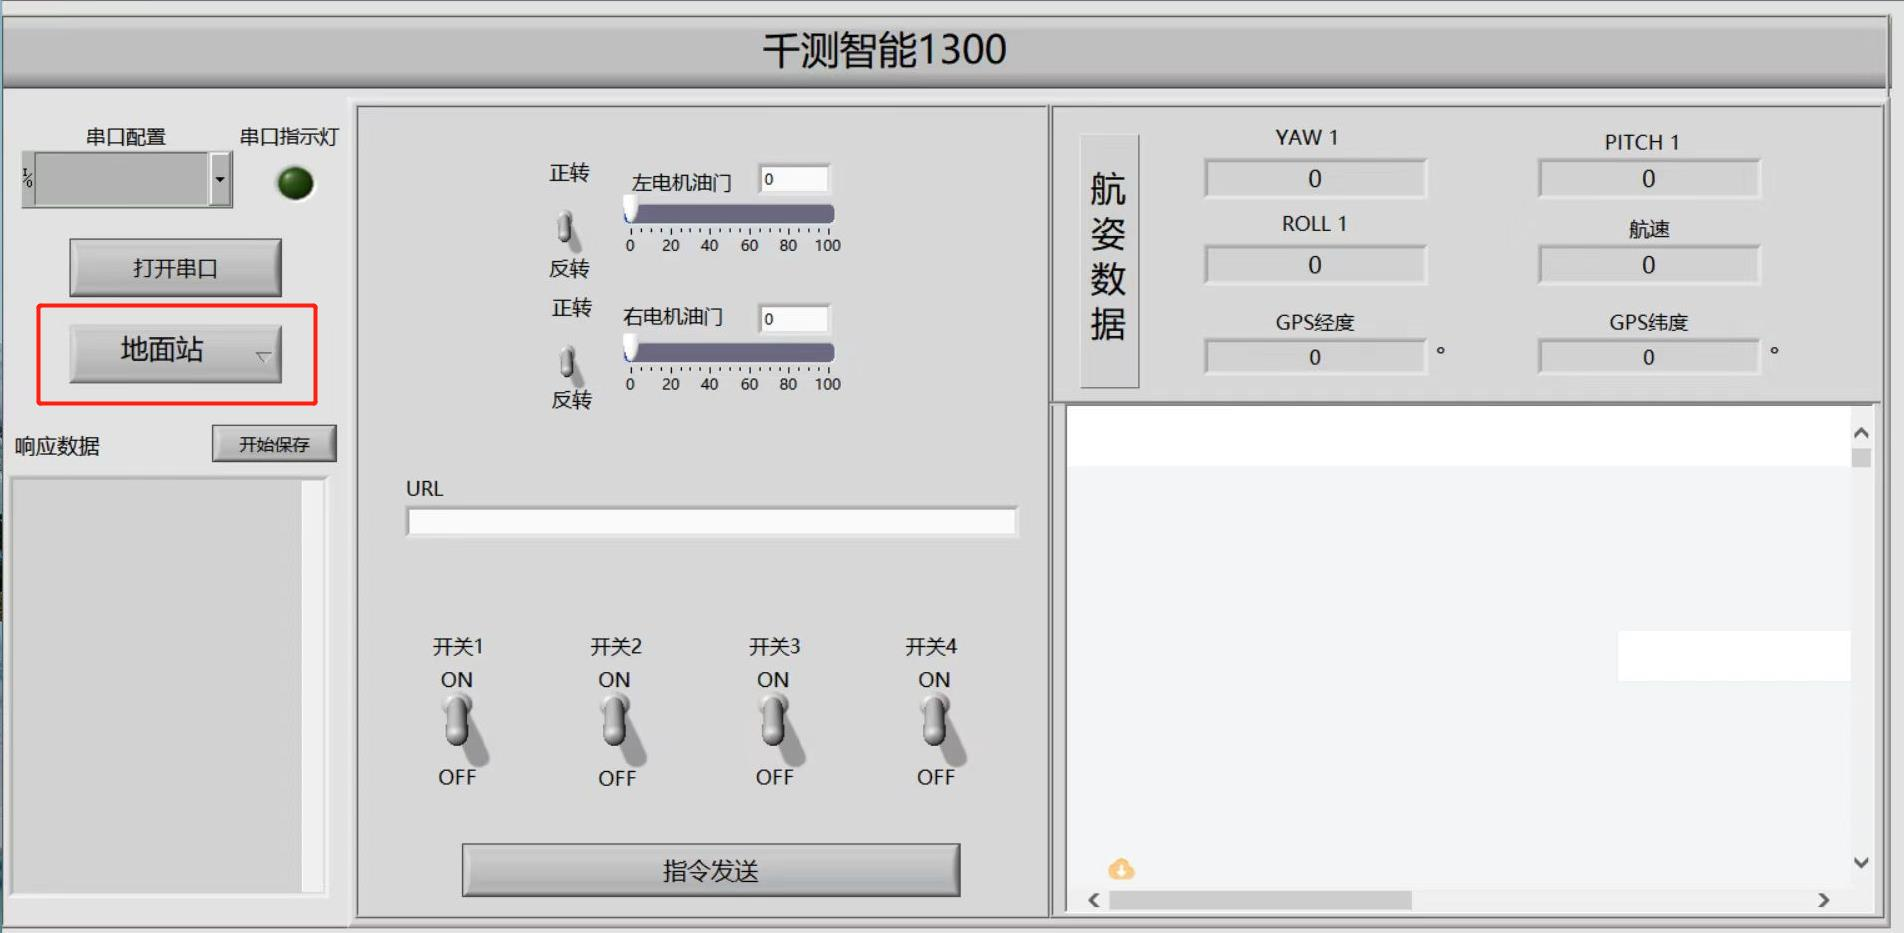 千测智能1300
串口配置
串口指示灯
打开串口
地面站
响应数据
开始保存
正转
左电机油门
0
0 20 40 60 80 100
反转
正转
右电机油门
0
0 20 40 60 80 100
反转
URL
开关1
开关2
开关3
开关4
ON
ON
ON
ON
OFF
OFF
OFF
OFF
指令发送
航
姿
数
据
YAW 1
0
PITCH 1
0
ROLL 1
0
航速
0
GPS经度
0 °
GPS纬度
0 °